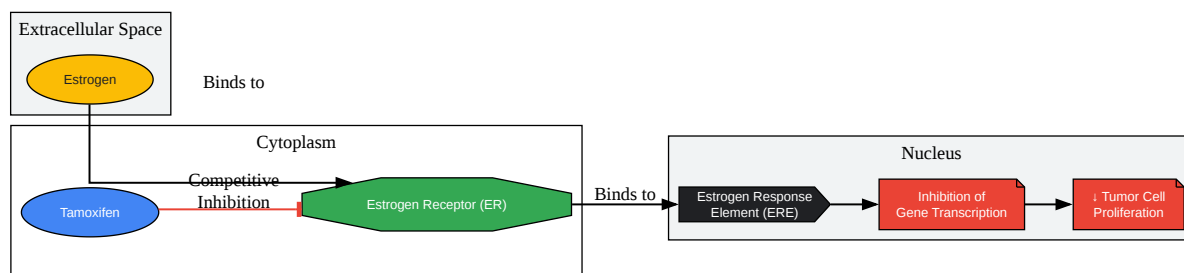 Extracellular Space
Estrogen
Binds to
Cytoplasm
Competitive
Inhibition
Tamoxifen
Estrogen Receptor (ER)
Binds to
Nucleus
Estrogen Response
Element (ERE)
Inhibition of
Gene Transcription
↓ Tumor Cell
Proliferation